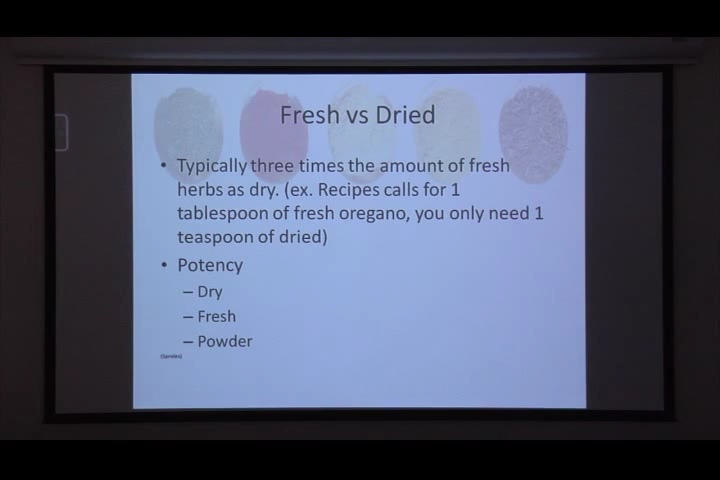 Fresh vs Dried
• Typically three times the amount of fresh
herbs as dry. (ex. Recipes calls for 1
tablespoon of fresh oregano, you only need 1
teaspoon of dried)
• Potency
– Dry
– Fresh
– Powder